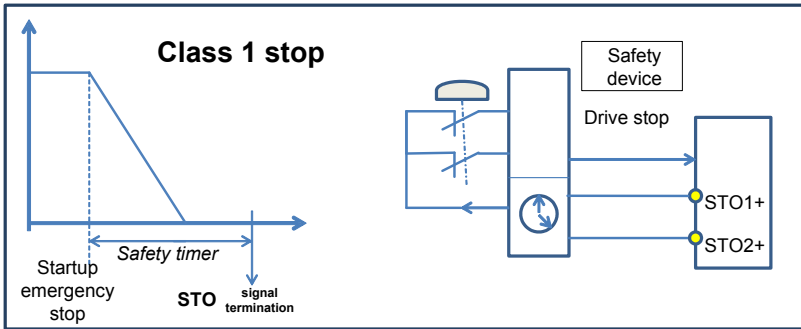 Class 1 stop
Safety timer
Startup
emergency
stop
STO
signal
termination
Safety
device
Drive stop
STO1+
STO2+